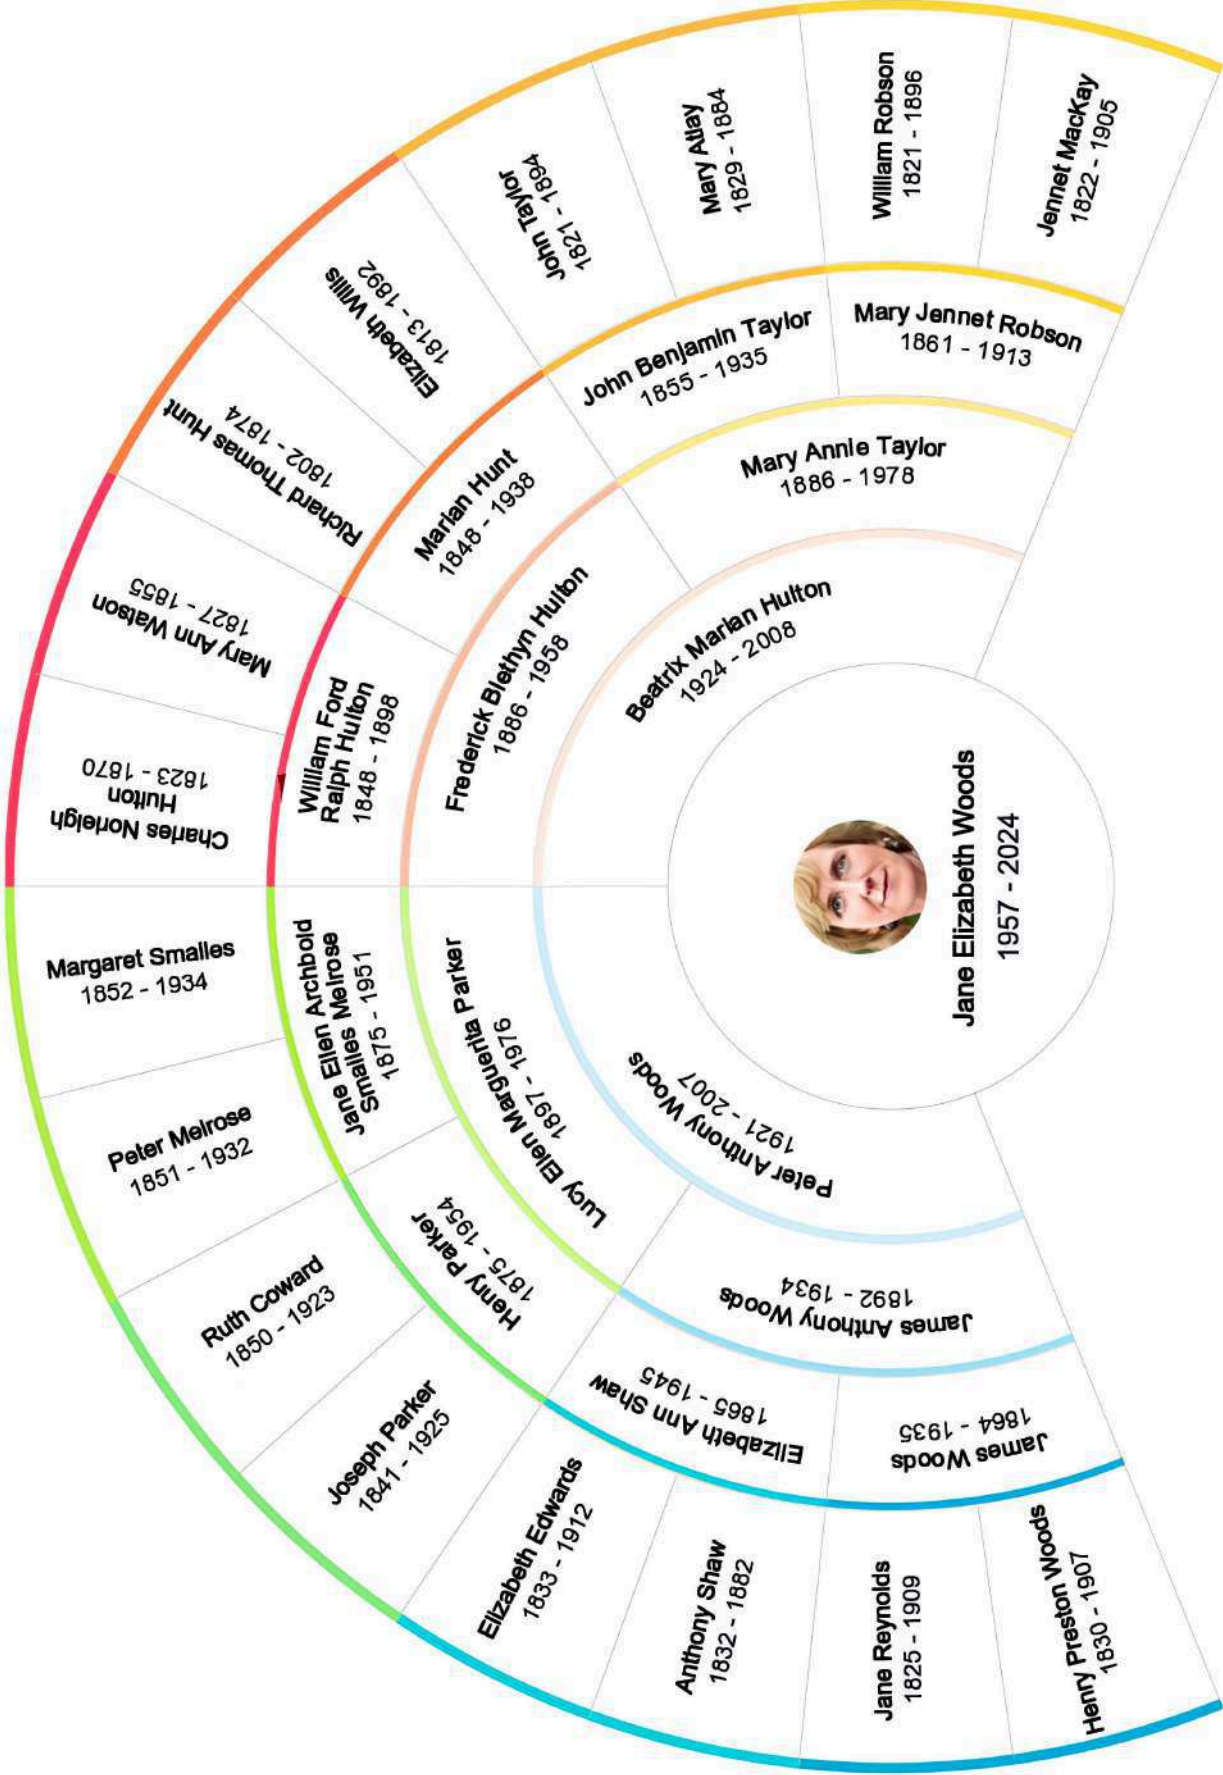 Jane Elizabeth Woods
1957 - 2024
Peter Anthony Woods
1921 - 2007
Beatrix Marian Hulton
1924 - 2008
James Anthony Woods
1892 - 1934
Lucy Ellen Marguerita Parker
1897 - 1976
Frederick Blethyn Hulton
1886 - 1958
Mary Annie Taylor
1886 - 1978
James Woods
1864 - 1935
Elizabeth Ann Shaw
1865 - 1945
Henry Parker
1875 - 1954
Jane Ellen Archbold
Smailes Melrose
1875 - 1951
William Ford
Ralph Hulton
1848 - 1898
Marian Hunt
1848 - 1938
John Benjamin Taylor
1855 - 1935
Mary Jennet Robson
1861 - 1913
Henry Preston Woods
1830 - 1907
Jane Reynolds
1825 - 1909
Anthony Shaw
1832 - 1882
Elizabeth Edwards
1833 - 1912
Joseph Parker
1841 - 1925
Ruth Coward
1850 - 1923
Peter Melrose
1851 - 1932
Margaret Smailes
1852 - 1934
Charles Norleigh
Hulton
1823 - 1870
Mary Ann Watson
1827 - 1855
Richard Thomas Hunt
1802 - 1874
Elizabeth Willis
1813 - 1892
John Taylor
1821 - 1894
Mary Atlay
1829 - 1884
William Robson
1821 - 1896
Jennet MacKay
1822 - 1905